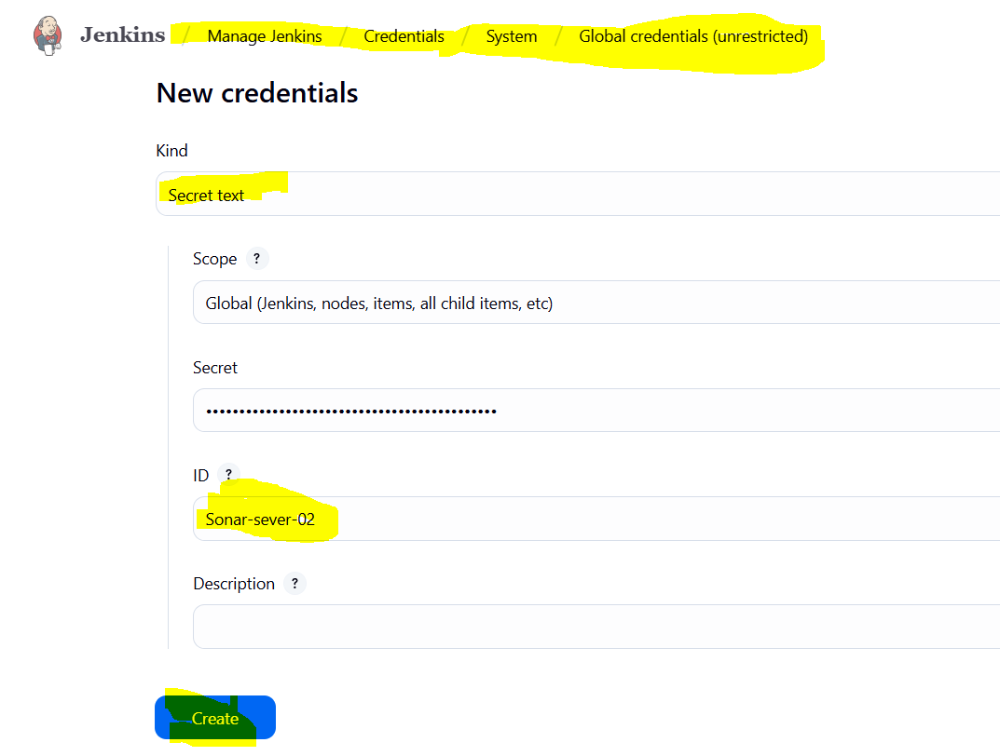 Jenkins / Manage Jenkins / Credentials / System / Global credentials (unrestricted)
New credentials
Kind
Secret text
Scope ?
Global (Jenkins, nodes, items, all child items, etc)
Secret
••••••••••••••••••••••••••••••••••••••••••••
ID ?
Sonar-sever-02
Description ?
Create